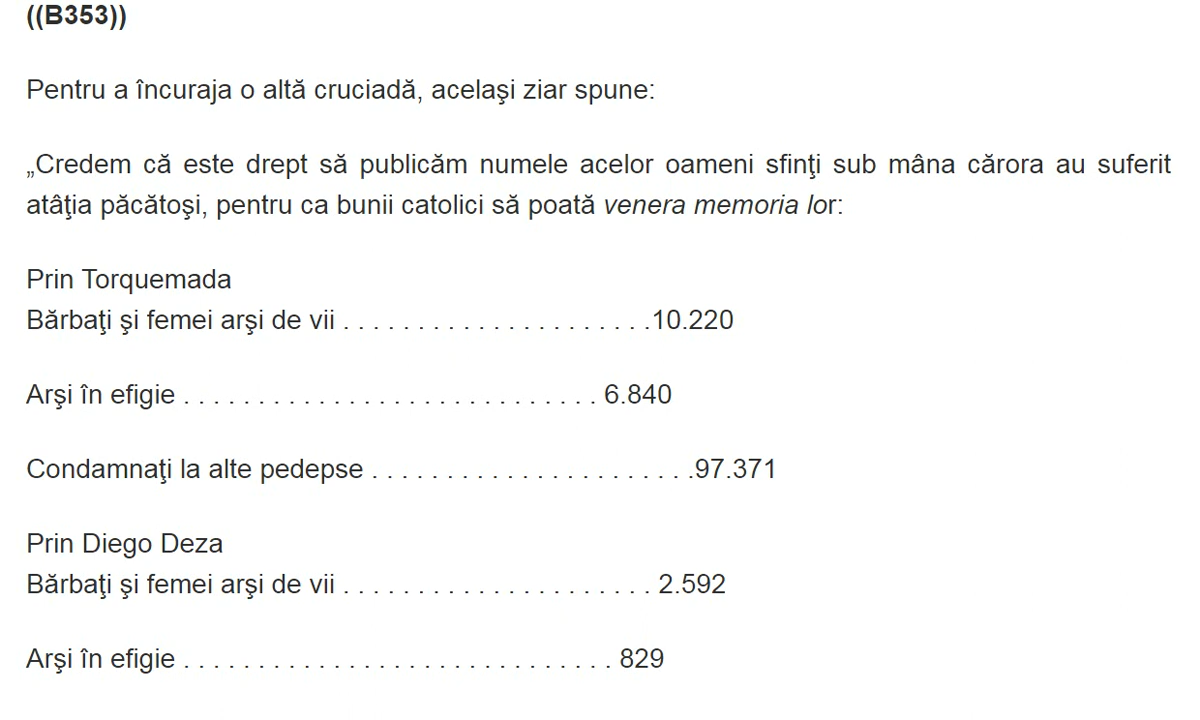 ((B353))
Pentru a încuraja o altă cruciadă, acelaşi ziar spune:
„Credem că este drept să publicăm numele acelor oameni sfinţi sub mâna cărora au suferit
atâţia păcătoşi, pentru ca bunii catolici să poată venera memoria lor:
Prin Torquemada
Bărbaţi şi femei arşi de vii . . . . . . . . . . . . . . . . . . . . .10.220
Arşi în efigie . . . . . . . . . . . . . . . . . . . . . . . . . . . . 6.840
Condamnaţi la alte pedepse . . . . . . . . . . . . . . . . . . . . . .97.371
Prin Diego Deza
Bărbaţi şi femei arşi de vii . . . . . . . . . . . . . . . . . . . . . 2.592
Arşi în efigie . . . . . . . . . . . . . . . . . . . . . . . . . . . . . 829